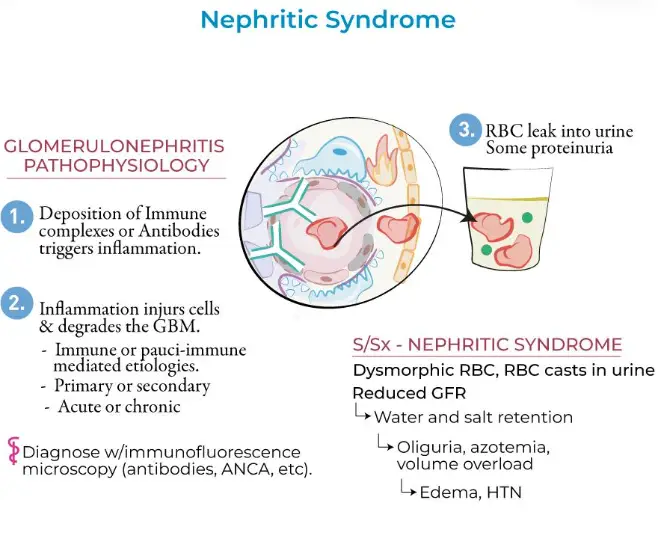 Nephritic Syndrome
GLOMERULONEPHRITIS
PATHOPHYSIOLOGY
1. Deposition of Immune
complexes or Antibodies
triggers inflammation.
2. Inflammation injurs cells
& degrades the GBM.
- Immune or pauci-immune
mediated etiologies.
- Primary or secondary
- Acute or chronic
Diagnose w/immunofluorescence
microscopy (antibodies, ANCA, etc).
3. RBC leak into urine
Some proteinuria
S/Sx - NEPHRITIC SYNDROME
Dysmorphic RBC, RBC casts in urine
Reduced GFR
Water and salt retention
Oliguria, azotemia,
volume overload
Edema, HTN